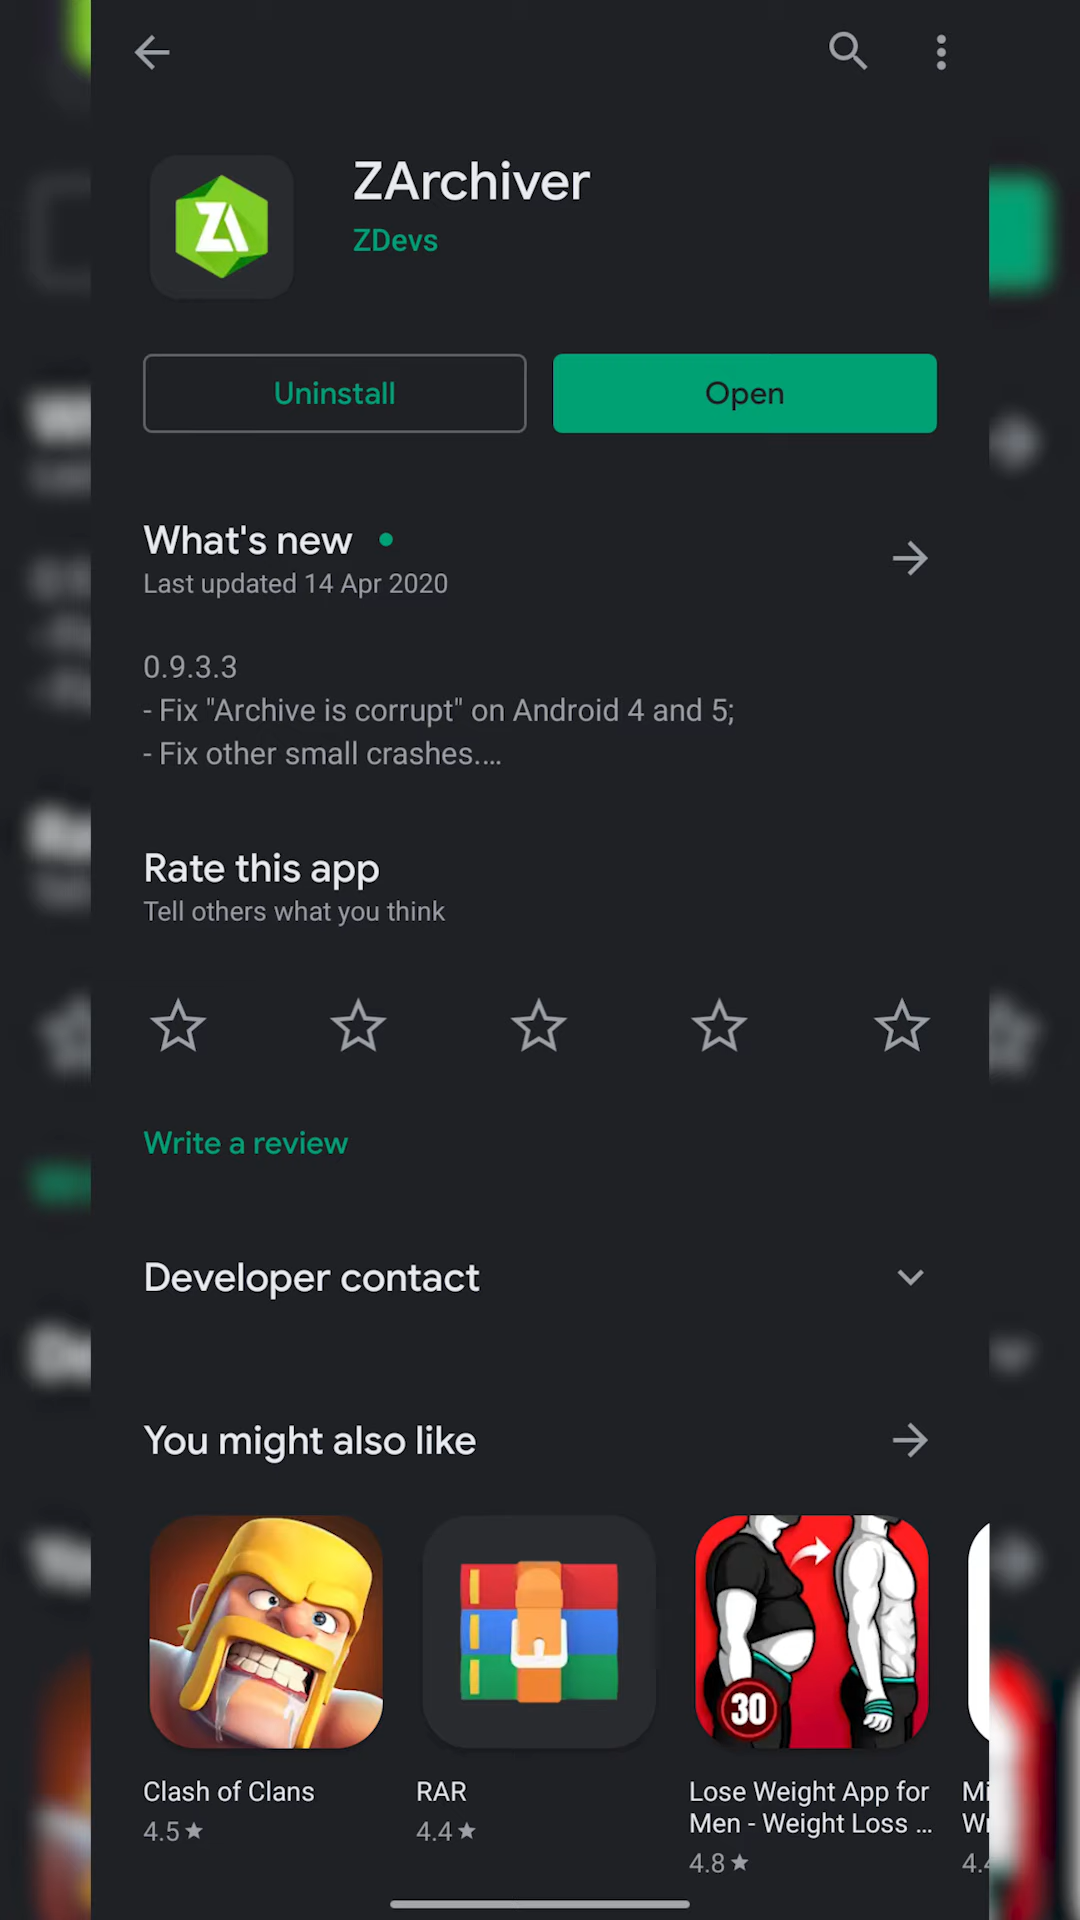 ZArchiver
ZDevs
Uninstall
Open
What's new
Last updated 14 Apr 2020
0.9.3.3
- Fix "Archive is corrupt" on Android 4 and 5;
- Fix other small crashes....
Rate this app
Tell others what you think
Write a review
Developer contact
You might also like
30
Clash of Clans
4.5★
RAR
4.4★
Lose Weight App for
Men - Weight Loss ...
4.8★